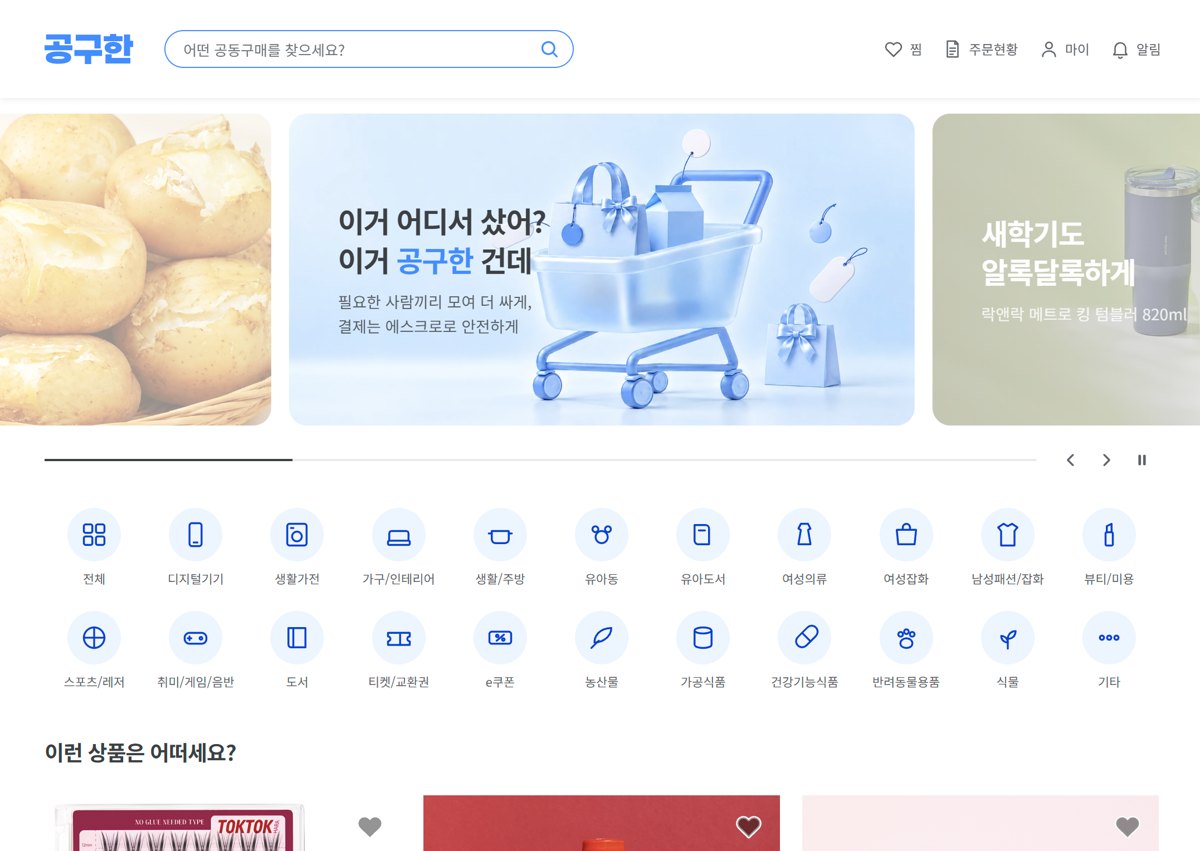 공구한
어떤 공동구매를 찾으세요?
찜
주문현황
마이
알림
이거 어디서 샀어?
이거 공구한 건데
필요한 사람끼리 모여 더 싸게,
결제는 에스크로로 안전하게
새학기도
알록달록하게
락앤락 메트로 킹 텀블러 820ml
전체
디지털기기
생활가전
가구/인테리어
생활/주방
유아동
유아도서
여성의류
여성잡화
남성패션/잡화
뷰티/미용
스포츠/레저
취미/게임/음반
도서
티켓/교환권
e쿠폰
농산물
가공식품
건강기능식품
반려동물용품
식물
기타
이런 상품은 어떠세요?
NO GLUE NEEDED TYPE
TOKTOK